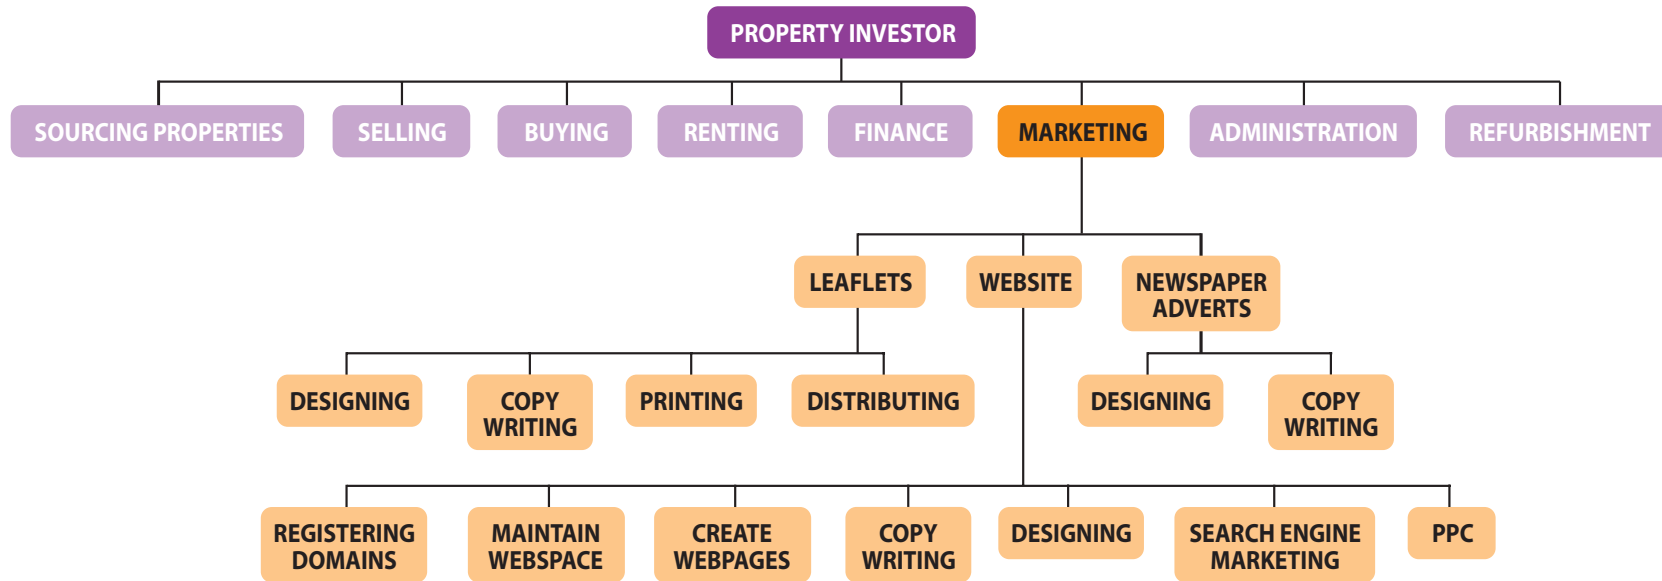 PROPERTY INVESTOR
SOURCING PROPERTIES
SELLING
BUYING
RENTING
FINANCE
MARKETING
ADMINISTRATION
REFURBISHMENT
LEAFLETS
WEBSITE
NEWSPAPER
ADVERTS
DESIGNING
COPY
WRITING
PRINTING
DISTRIBUTING
DESIGNING
COPY
WRITING
REGISTERING
DOMAINS
MAINTAIN
WEBSPACE
CREATE
WEBPAGES
COPY
WRITING
DESIGNING
SEARCH ENGINE
MARKETING
PPC